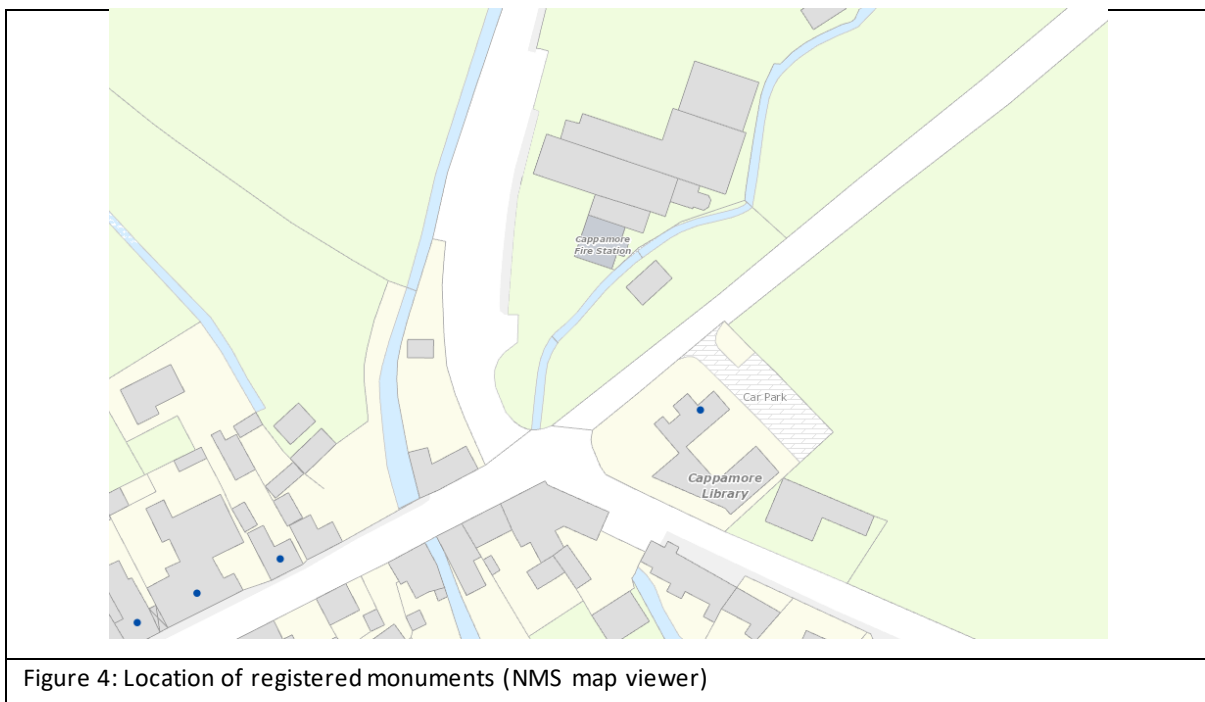 Cappamore
Fire Station
Car Park
Cappamore
Library
Figure 4: Location of registered monuments (NMS map viewer)